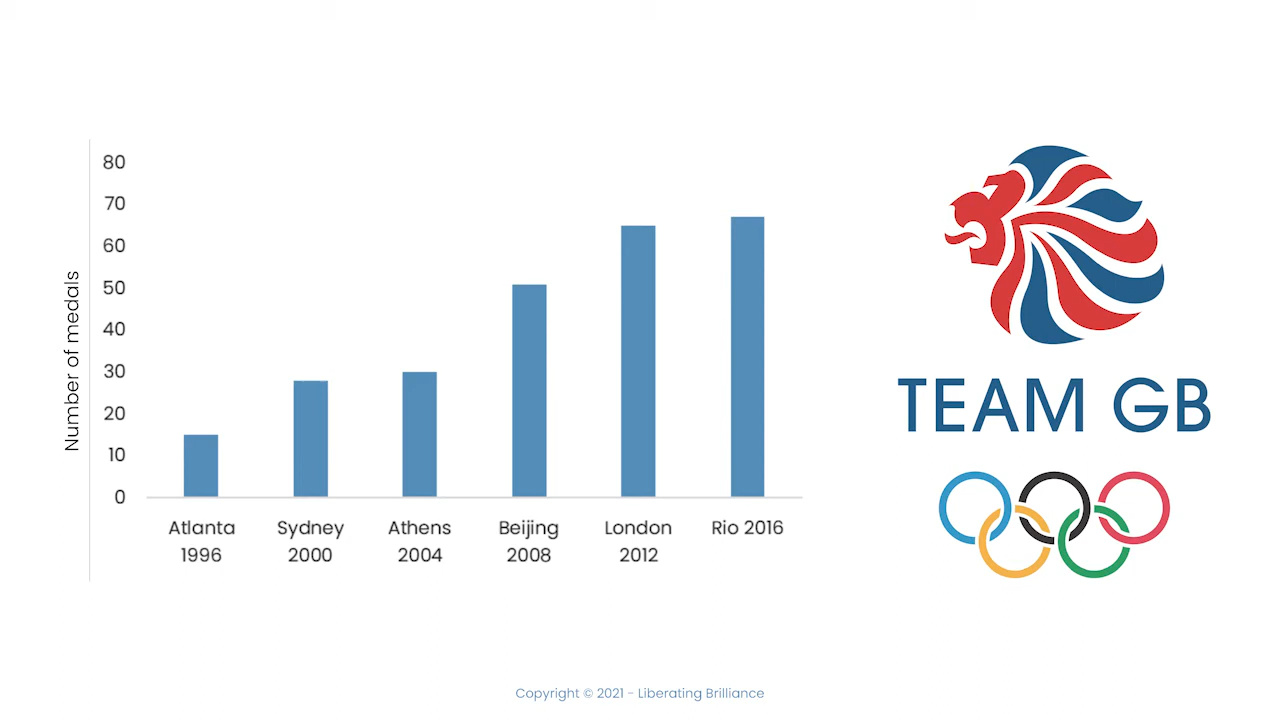 Number of medals
80
70
60
50
40
30
20
10
0
Atlanta
1996
Sydney
2000
Athens
2004
Beijing
2008
London
2012
Rio 2016
TEAM GB
Copyright © 2021 - Liberating Brilliance